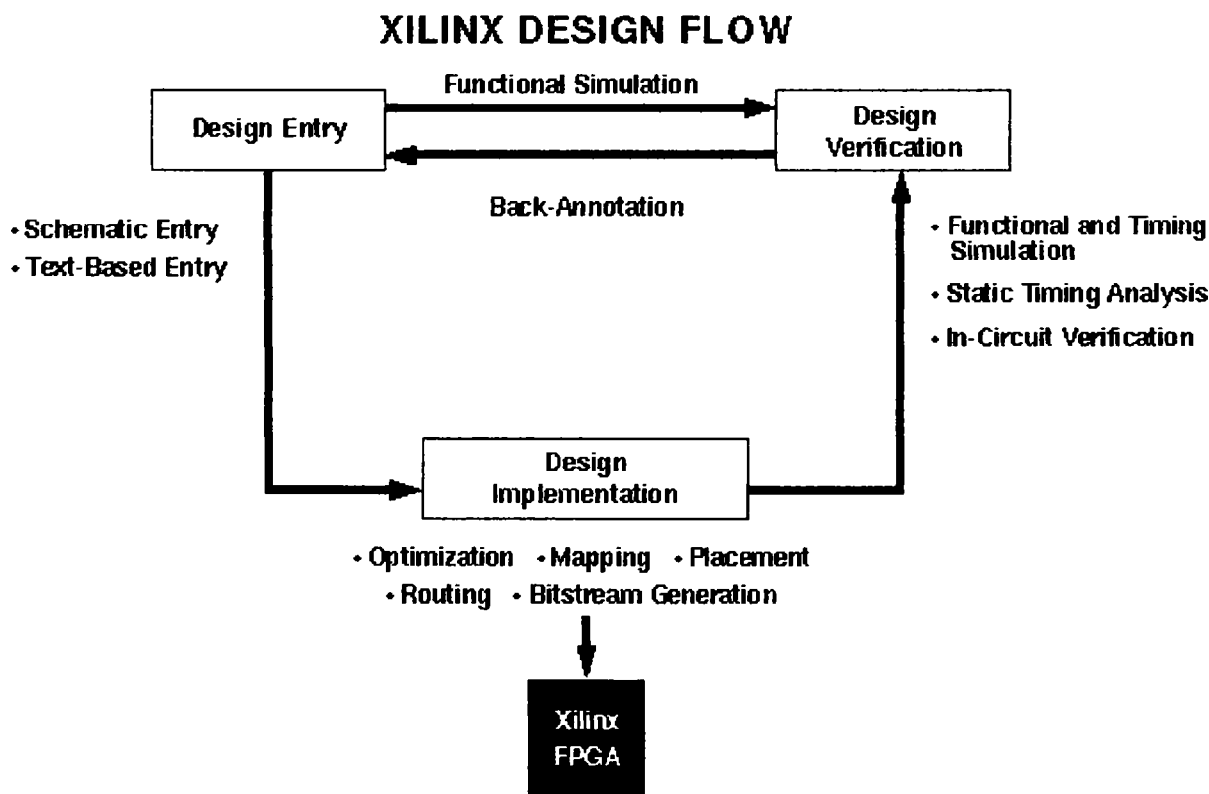 XILINX DESIGN FLOW
Functional Simulation
Design Entry
Design
Verification
Back-Annotation
• Schematic Entry
• Text-Based Entry
• Functional and Timing
Simulation
• Static Timing Analysis
• In-Circuit Verification
Design
Implementation
• Optimization • Mapping • Placement
• Routing • Bitstream Generation
Xilinx
FPGA